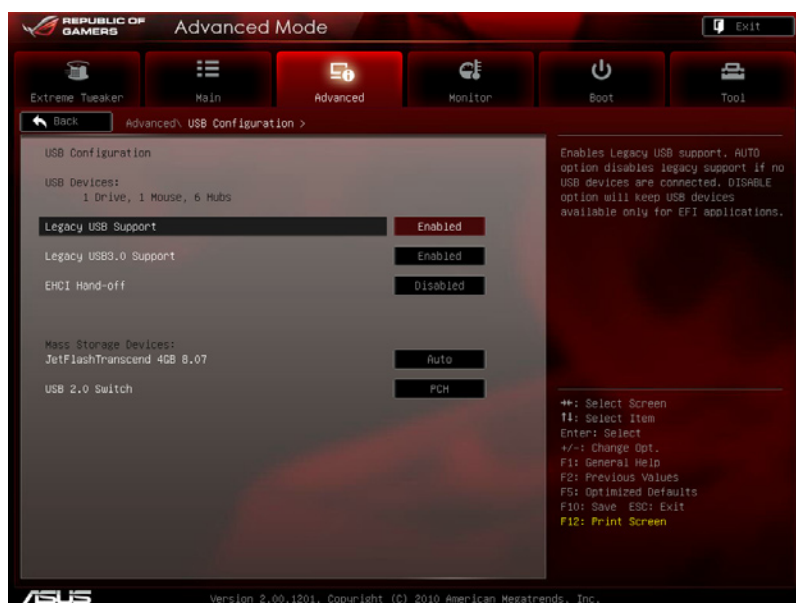 REPUBLIC OF
GAMERS
Advanced Mode
Exit
Extreme Tweaker
Main
Advanced
Monitor
Boot
Tool
Back
Advanced\ USB Configuration >
USB Configuration
USB Devices:
1 Drive, 1 Mouse, 6 Hubs
Legacy USB Support Enabled
Legacy USB3.0 Support Enabled
EHCI Hand-off Disabled
Mass Storage Devices:
JetFlashTranscend 4GB 8.07 Auto
USB 2.0 Switch PCH
Enables Legacy USB support. AUTO
option disables legacy support if no
USB devices are connected. DISABLE
option will keep USB devices
available only for EFI applications.
→←: Select Screen
↑↓: Select Item
Enter: Select
+/-: Change Opt.
F1: General Help
F2: Previous Values
F5: Optimized Defaults
F10: Save ESC: Exit
F12: Print Screen
ASUS
Version 2.00.1201. Copyright (C) 2010 American Megatrends, Inc.